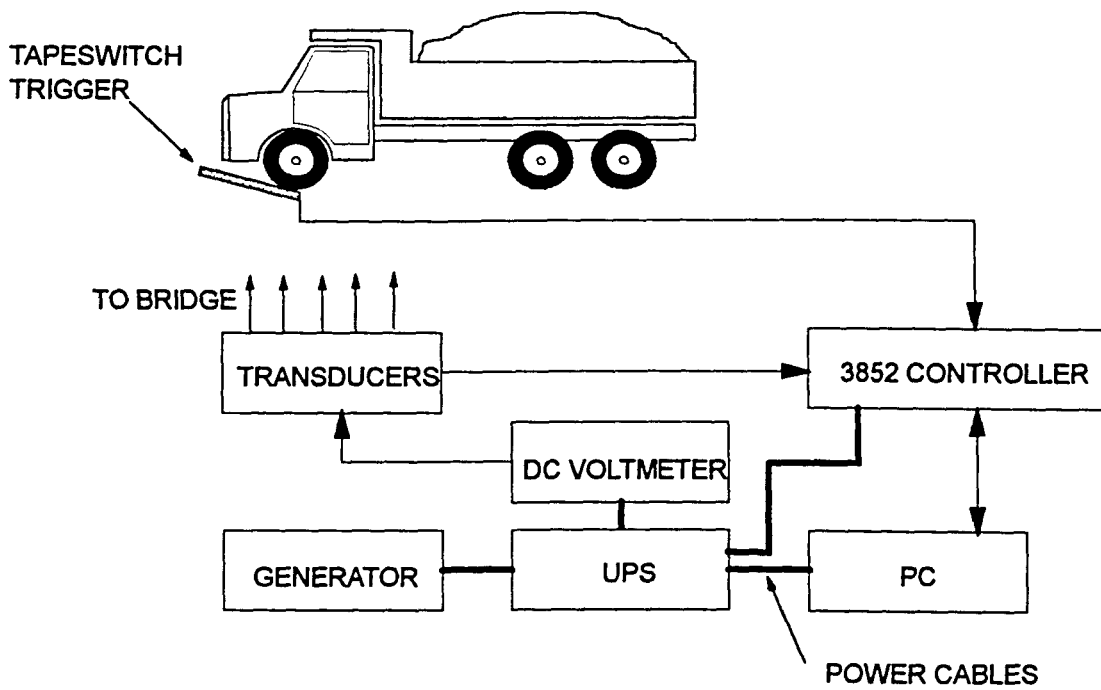 TAPESWITCH
TRIGGER
TO BRIDGE
TRANSDUCERS
3852 CONTROLLER
DC VOLTMETER
GENERATOR
UPS
PC
POWER CABLES